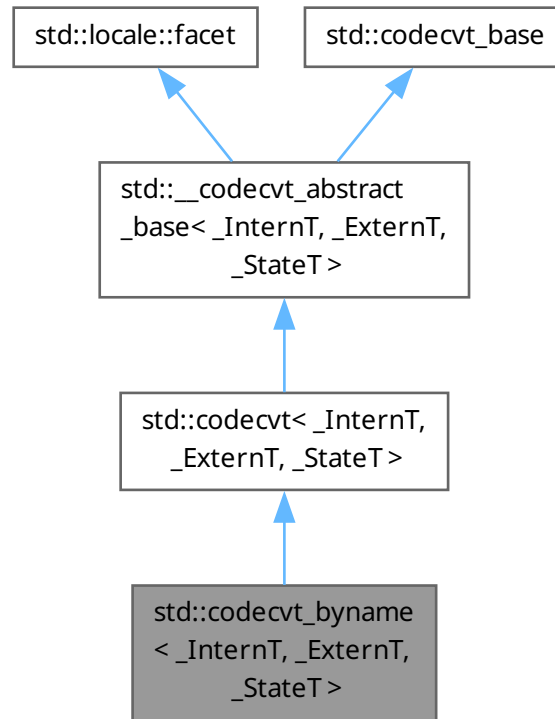 std::locale::facet
std::codecvt_base
std::__codecvt_abstract
_base< _InternT, _ExternT,
_StateT >
std::codecvt< _InternT,
_ExternT, _StateT >
std::codecvt_byname
< _InternT, _ExternT,
_StateT >